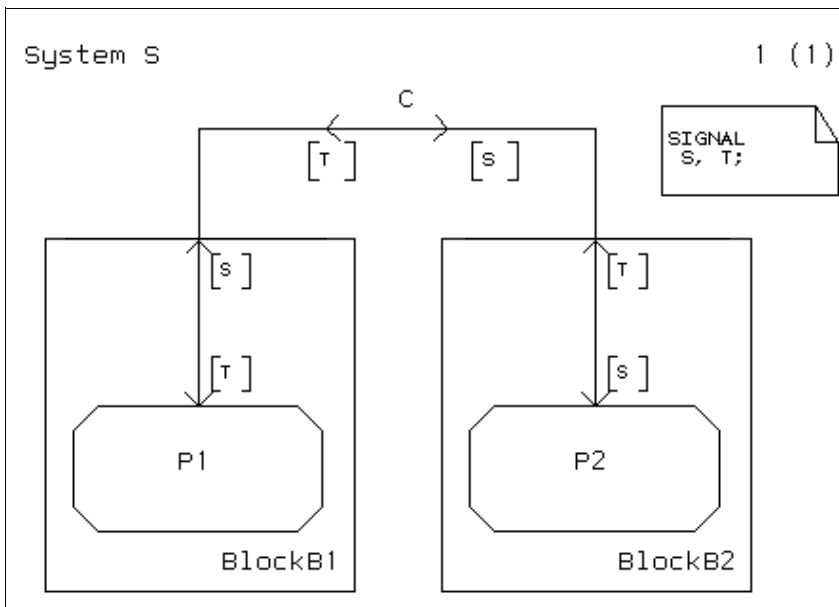 System S
1 (1)
C
SIGNAL
S, T;
[T]
[S]
[S]
[T]
[T]
[S]
P1
P2
BlockB1
BlockB2